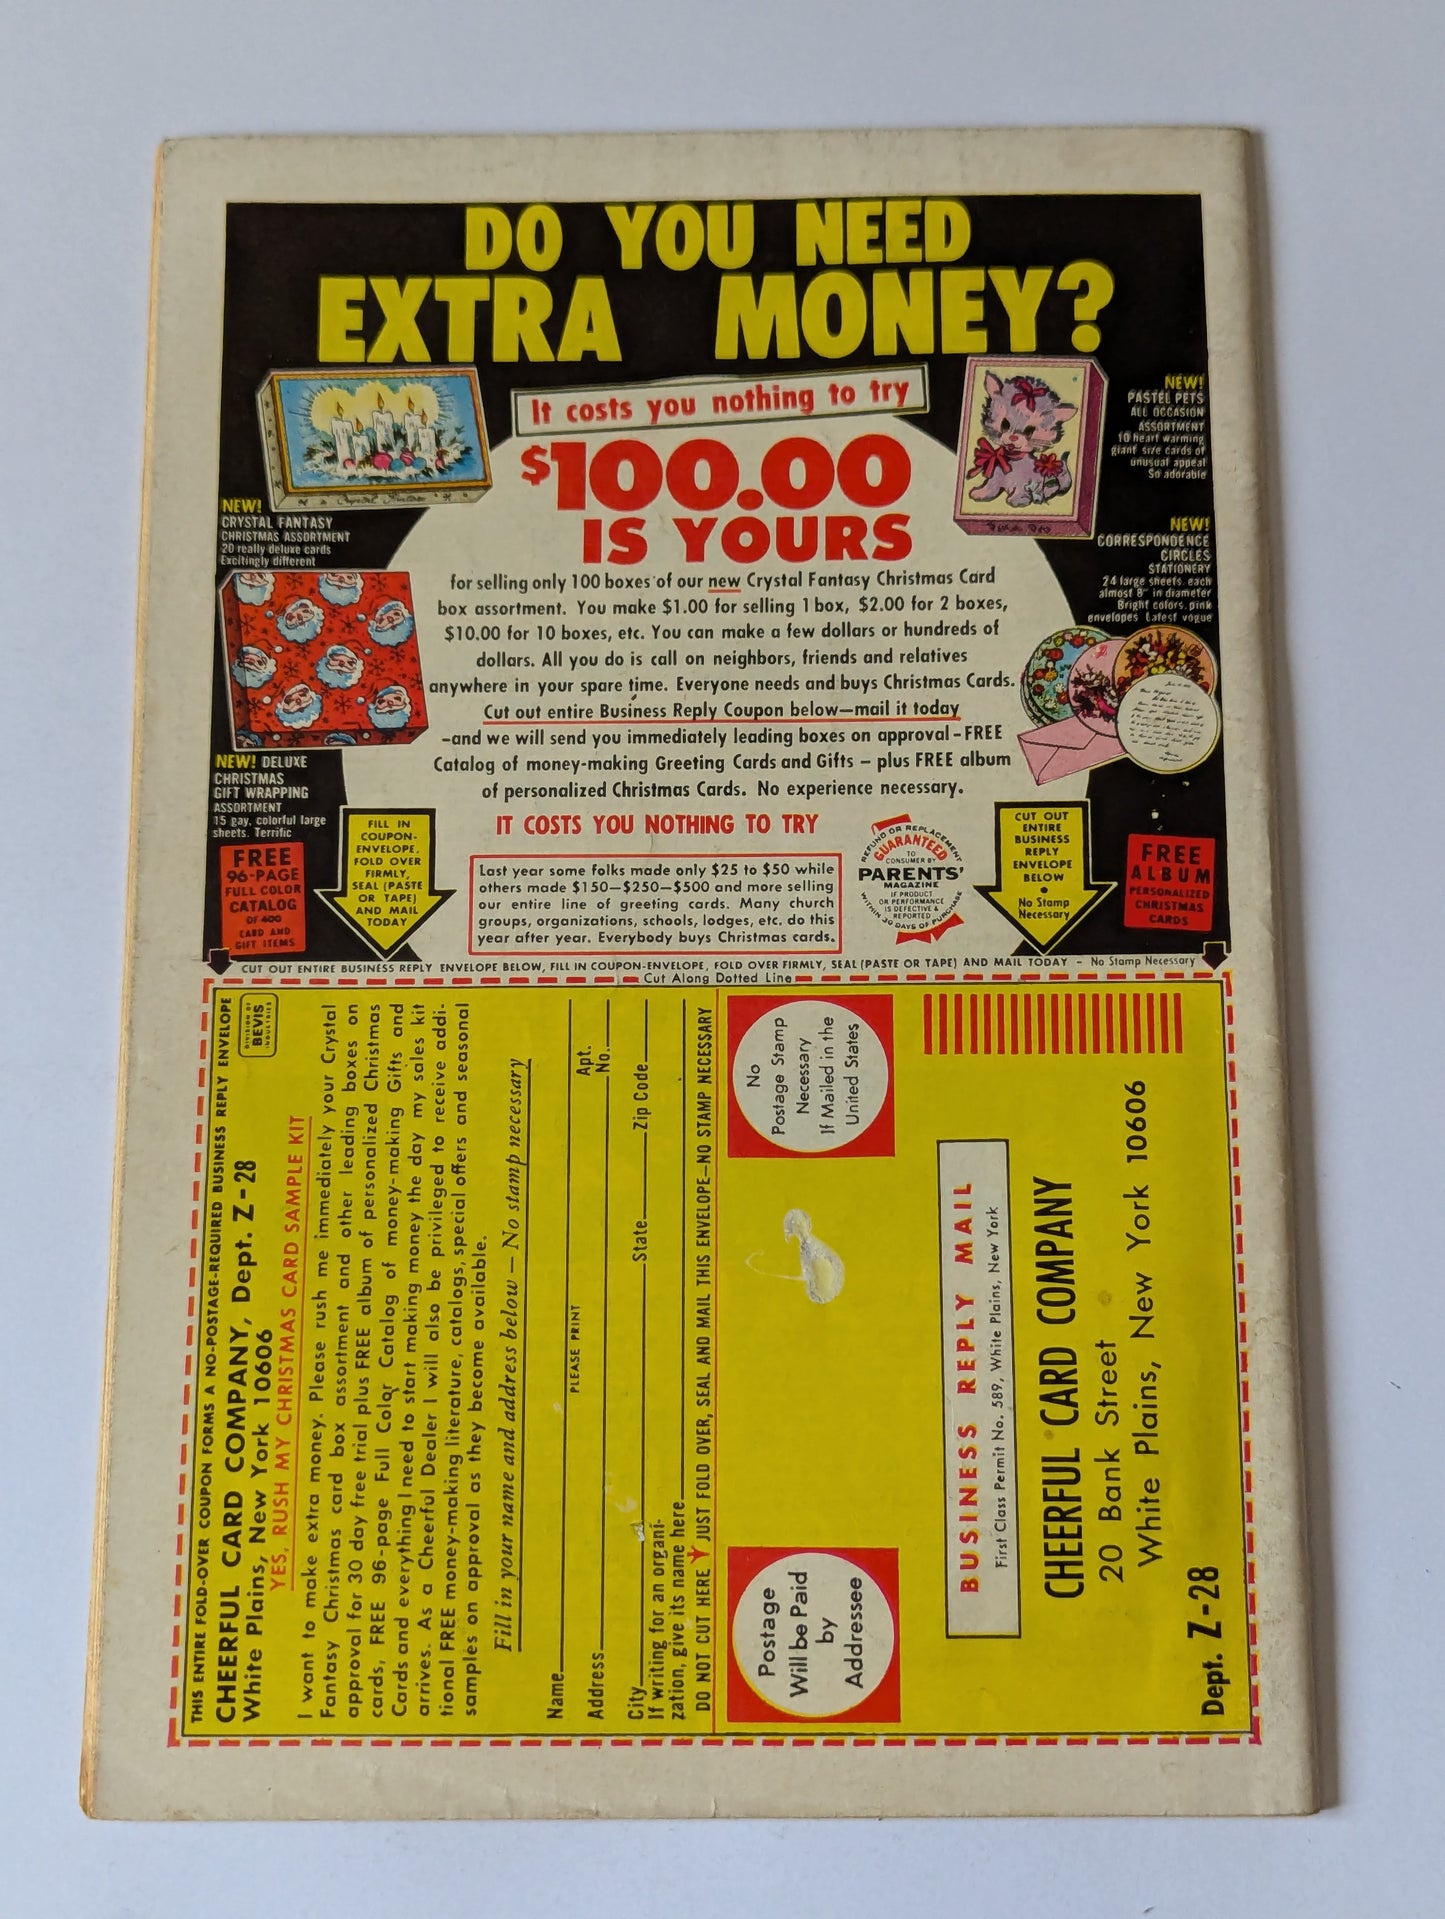 DO YOU NEED
EXTRA MONEY?
It costs you nothing to try
$100.00
IS YOURS
for selling only 100 boxes of our new Crystal Fantasy Christmas Card
box assortment. You make $1.00 for selling 1 box, $2.00 for 2 boxes,
$10.00 for 10 boxes, etc. You can make a few dollars or hundreds of
dollars. All you do is call on neighbors, friends and relatives
anywhere in your spare time. Everyone needs and buys Christmas Cards.
Cut out entire Business Reply Coupon below—mail it today
-and we will send you immediately leading boxes on approval - FREE
Catalog of money-making Greeting Cards and Gifts - plus FREE album
of personalized Christmas Cards. No experience necessary.
IT COSTS YOU NOTHING TO TRY
Last year some folks made only $25 to $50 while
others made $150—$250—$500 and more selling
our entire line of greeting cards. Many church
groups, organizations, schools, lodges, etc. do this
year after year. Everybody buys Christmas cards.
Crystal Fantasy
NEW!
CRYSTAL FANTASY
CHRISTMAS ASSORTMENT
20 really deluxe cards
Excitingly different
NEW! DELUXE
CHRISTMAS
GIFT WRAPPING
ASSORTMENT
15 gay, colorful large
sheets. Terrific
FREE
96-PAGE
FULL COLOR
CATALOG
OF 400
CARD AND
GIFT ITEMS
FILL IN
COUPON-
ENVELOPE,
FOLD OVER
FIRMLY,
SEAL (PASTE
OR TAPE)
AND MAIL
TODAY
NEW!
PASTEL PETS
ALL OCCASION
ASSORTMENT
10 heart warming
giant size cards of
unusual appeal
So adorable
NEW!
CORRESPONDENCE
CIRCLES
STATIONERY
24 large sheets, each
almost 8" in diameter
Bright colors, pink
envelopes Latest vogue
REFUND OR REPLACEMENT
GUARANTEED
TO
CONSUMER BY
PARENTS'
MAGAZINE
IF PRODUCT
OR PERFORMANCE
IS DEFECTIVE &
REPORTED
WITHIN 30 DAYS OF PURCHASE
CUT OUT
ENTIRE
BUSINESS
REPLY
ENVELOPE
BELOW
•
No Stamp
Necessary
FREE
ALBUM
PERSONALIZED
CHRISTMAS
CARDS
CUT OUT ENTIRE BUSINESS REPLY ENVELOPE BELOW, FILL IN COUPON-ENVELOPE, FOLD OVER FIRMLY, SEAL (PASTE OR TAPE) AND MAIL TODAY - No Stamp Necessary
Cut Along Dotted Line
THIS ENTIRE FOLD-OVER COUPON FORMS A NO-POSTAGE-REQUIRED BUSINESS REPLY ENVELOPE
CHEERFUL CARD COMPANY, Dept. Z-28
White Plains, New York 10606
DIVISION OF
BEVIS
INDUSTRIES
YES, RUSH MY CHRISTMAS CARD SAMPLE KIT
I want to make extra money. Please rush me immediately your Crystal
Fantasy Christmas card box assortment and other leading boxes on
approval for 30 day free trial plus FREE album of personalized Christmas
cards, FREE 96-page Full Color Catalog of money-making Gifts and
Cards and everything I need to start making money the day my sales kit
arrives. As a Cheerful Dealer I will also be privileged to receive addi-
tional FREE money-making literature, catalogs, special offers and seasonal
samples on approval as they become available.
Fill in your name and address below — No stamp necessary
Name
PLEASE PRINT
Address Apt. No.
City State Zip Code
If writing for an organi-
zation, give its name here
DO NOT CUT HERE JUST FOLD OVER, SEAL AND MAIL THIS ENVELOPE—NO STAMP NECESSARY
Postage
Will be Paid
by
Addressee
No
Postage Stamp
Necessary
If Mailed in the
United States
BUSINESS REPLY MAIL
First Class Permit No. 589, White Plains, New York
CHEERFUL CARD COMPANY
20 Bank Street
White Plains, New York 10606
Dept. Z-28